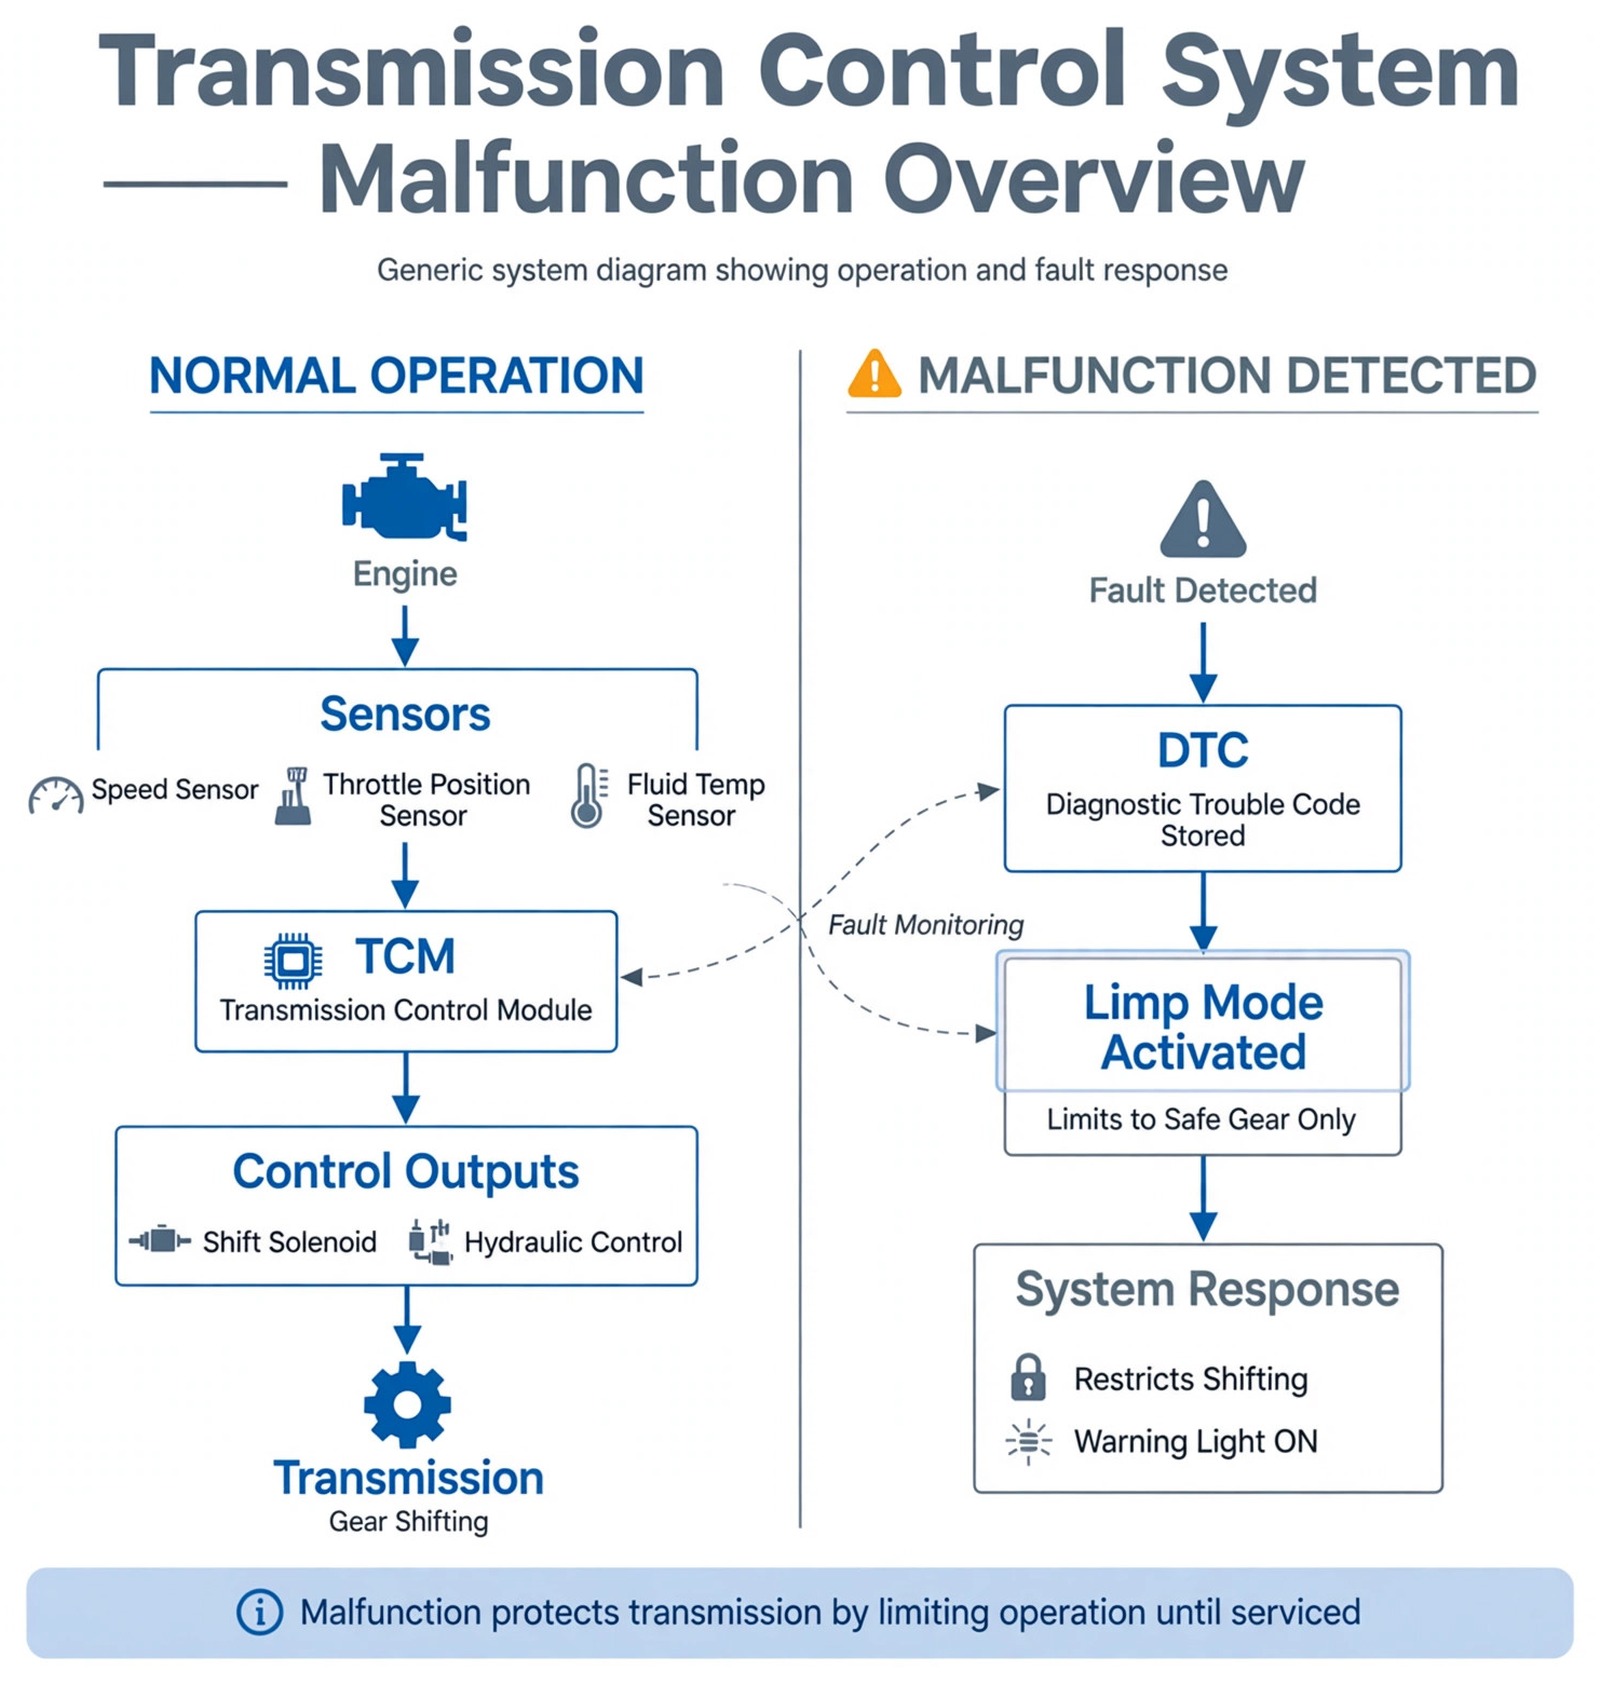 Transmission Control System
Malfunction Overview
Generic system diagram showing operation and fault response
NORMAL OPERATION
Engine
Sensors
Speed Sensor
Throttle Position
Sensor
Fluid Temp
Sensor
TCM
Transmission Control Module
Control Outputs
Shift Solenoid
Hydraulic Control
Transmission
Gear Shifting
MALFUNCTION DETECTED
Fault Detected
DTC
Diagnostic Trouble Code
Stored
Fault Monitoring
Limp Mode
Activated
Limits to Safe Gear Only
System Response
Restricts Shifting
Warning Light ON
Malfunction protects transmission by limiting operation until serviced